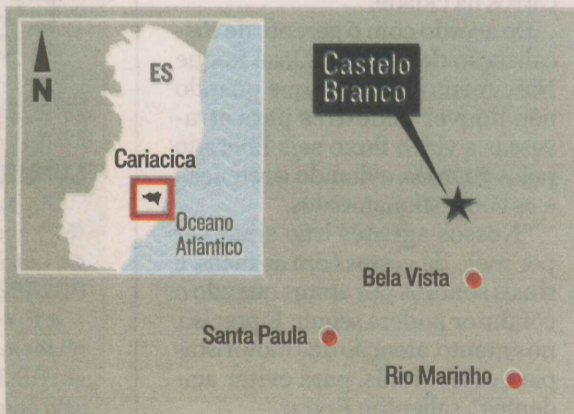 N
ES
Cariacica
Oceano
Atlântico
Castelo
Branco
Bela Vista
Santa Paula
Rio Marinho